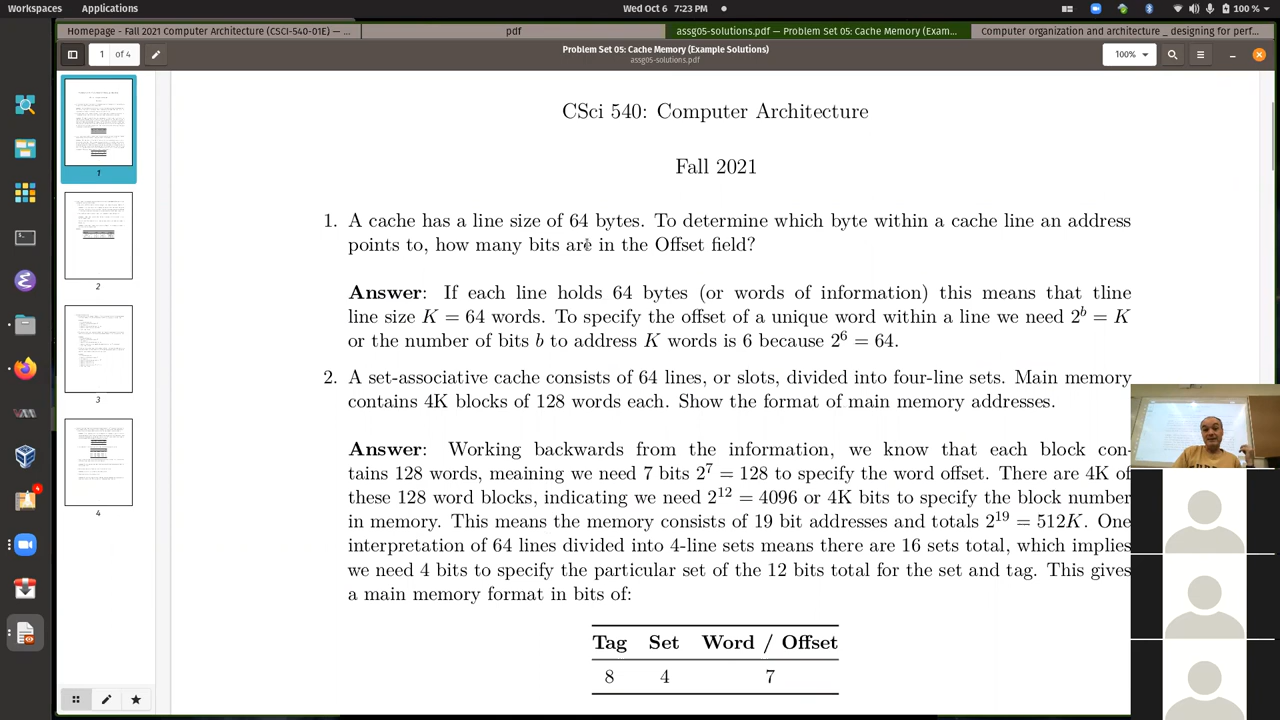 Workspaces Applications Wed Oct 6 7:23 PM 100 %
Homepage - Fall 2021 Computer Architecture (CSCI-540-01E) — ... pdf assg05-solutions.pdf — Problem Set 05: Cache Memory (Exam... Computer organization and architecture _ designing for perf...
1 of 4 Problem Set 05: Cache Memory (Example Solutions) 100%
assg05-solutions.pdf
1
2
3
4
CSci 540: Computer Architecture
Fall 2021
1. A cache has a line size of 64 bytes. To determine which byte within a cache line an address
points to, how many bits are in the Offset field?
Answer: If each line holds 64 bytes (or words of information) this means that tline
line size K = 64 words. To specify the offset of a unique word within a line we need 2^b = K
or the number of bits b to address K words is 6 because 2^6 = 64.
2. A set-associative cache consists of 64 lines, or slots, divided into four-line sets. Main memory
contains 4K blocks of 128 words each. Show the format of main memory addresses.
Answer: Working backwards from the information, we know that each block con-
tains 128 words, meaning we need 7 bits 2^7 = 128 to specify the word offset. There are 4K of
these 128 word blocks, indicating we need 2^12 = 4096 or 4K bits to specify the block number
in memory. This means the memory consists of 19 bit addresses and totals 2^19 = 512K. One
interpretation of 64 lines divided into 4-line sets means there are 16 sets total, which implies
we need 4 bits to specify the particular set of the 12 bits total for the set and tag. This gives
a main memory format in bits of:
Tag Set Word / Offset
8 4 7